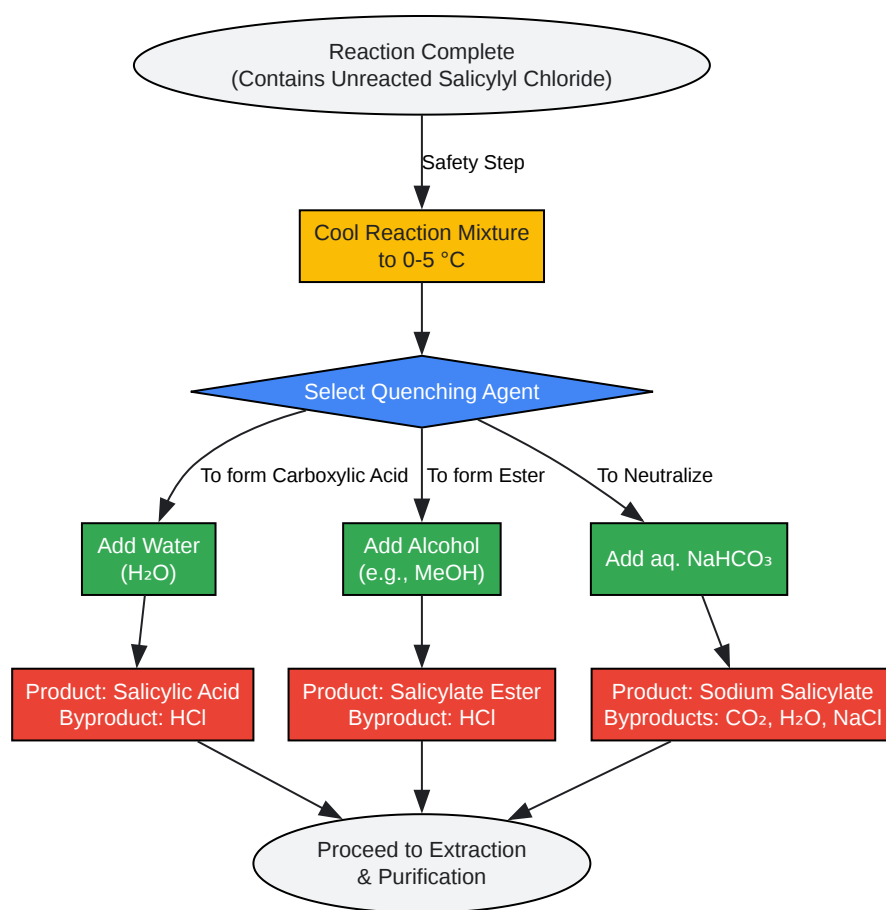 Reaction Complete
(Contains Unreacted Salicylyl Chloride)
Safety Step
Cool Reaction Mixture
to 0-5 °C
Select Quenching Agent
To form Carboxylic Acid
To form Ester
To Neutralize
Add Water
(H₂O)
Add Alcohol
(e.g., MeOH)
Add aq. NaHCO₃
Product: Salicylic Acid
Byproduct: HCl
Product: Salicylate Ester
Byproduct: HCl
Product: Sodium Salicylate
Byproducts: CO₂, H₂O, NaCl
Proceed to Extraction
& Purification